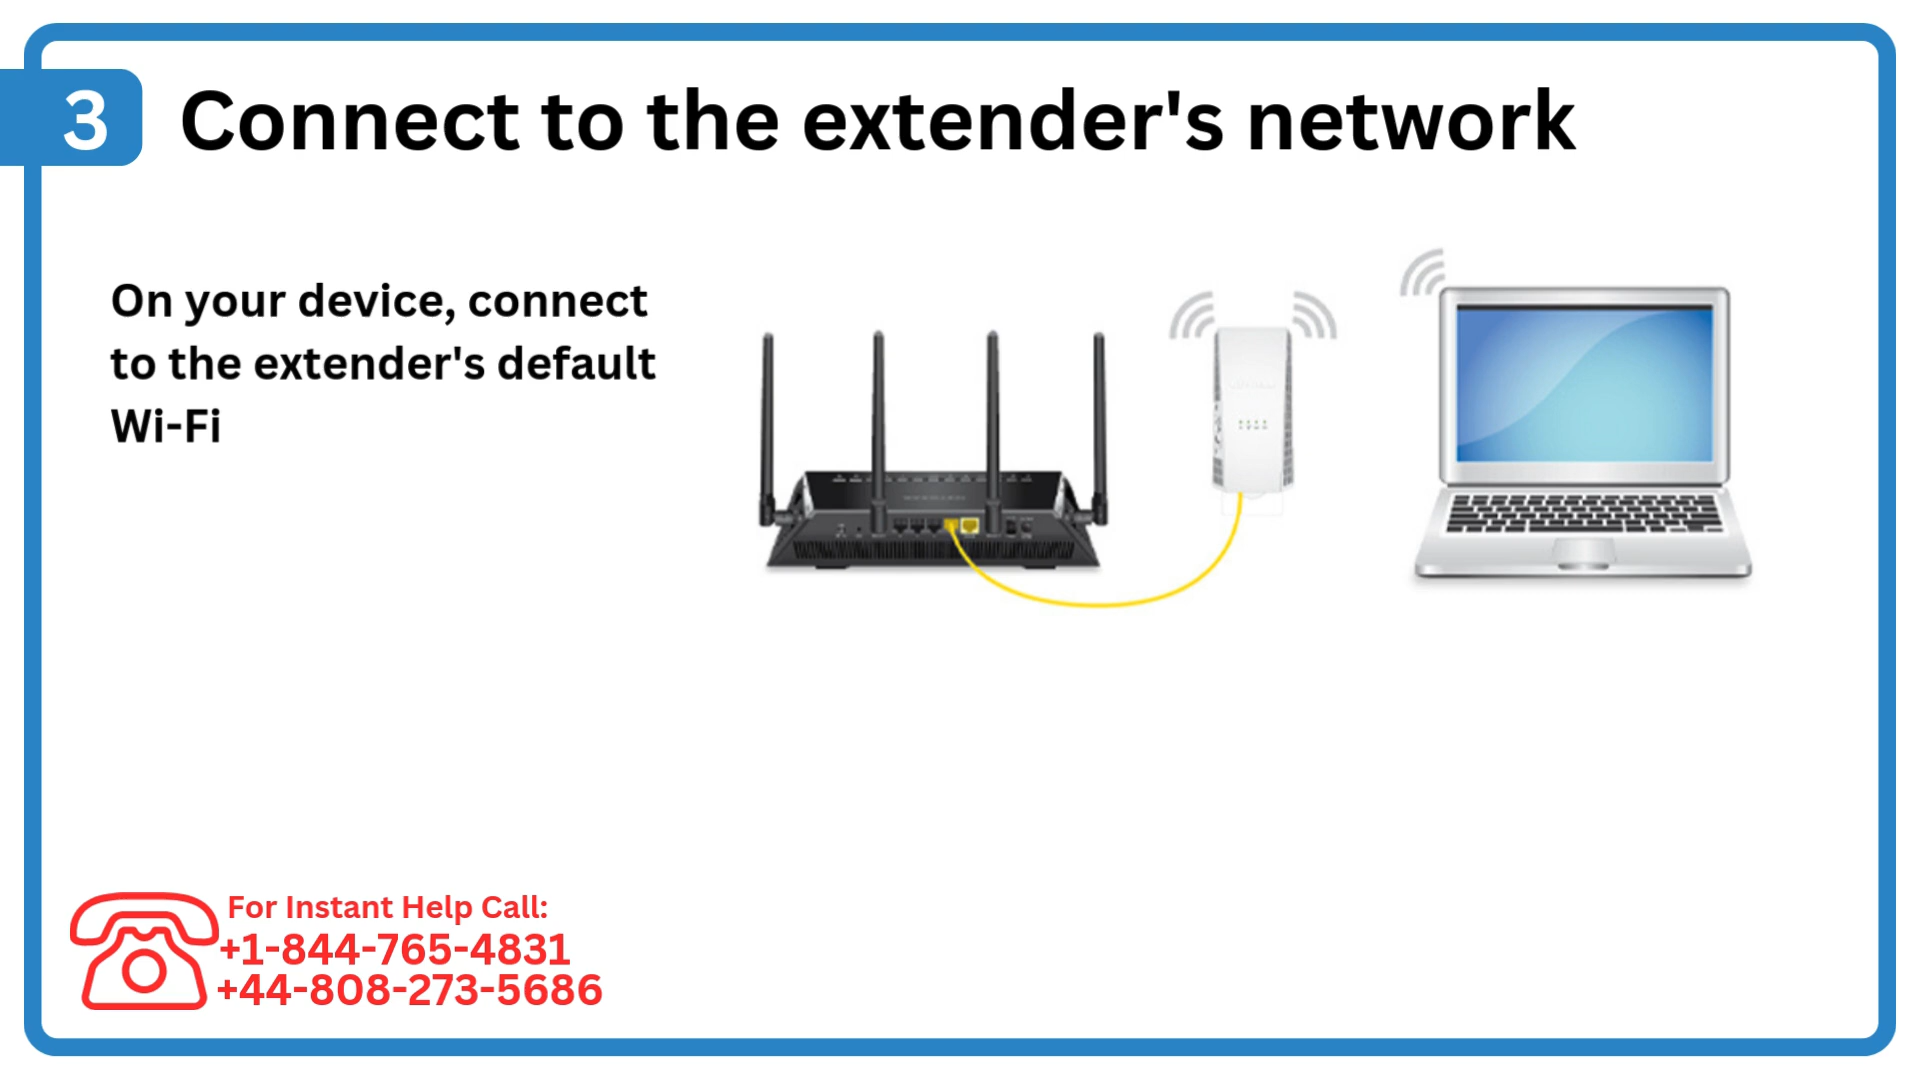 3
Connect to the extender's network
On your device, connect
to the extender's default
Wi-Fi
For Instant Help Call:
+1-844-765-4831
+44-808-273-5686